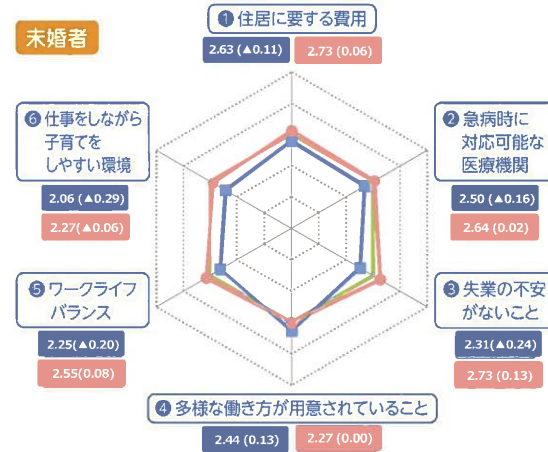 未婚者
❶ 住居に要する費用
2.63 (▲0.11) 2.73 (0.06)
❷ 急病時に
対応可能な
医療機関
2.50 (▲0.16)
2.64 (0.02)
❸ 失業の不安
がないこと
2.31(▲0.24)
2.73 (0.13)
❹ 多様な働き方が用意されていること
2.44 (0.13) 2.27 (0.00)
❺ ワークライフ
バランス
2.25(▲0.20)
2.55(0.08)
❻ 仕事をしながら
子育てを
しやすい環境
2.06 (▲0.29)
2.27(▲0.06)